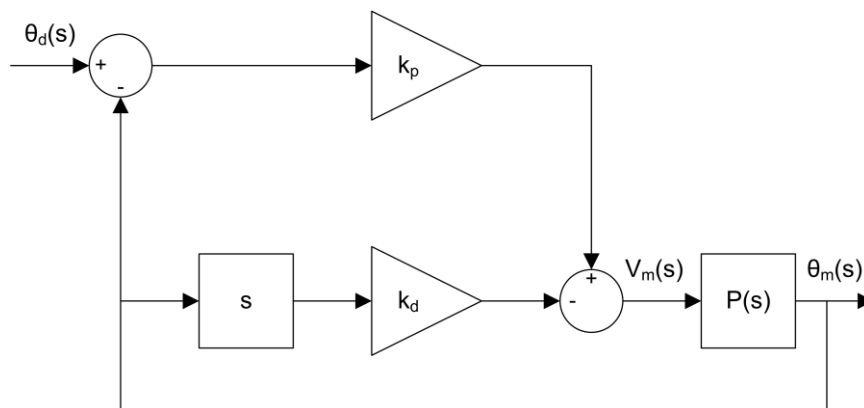 θd(s)
+
-
kp
s
kd
+
-
Vm(s)
P(s)
θm(s)